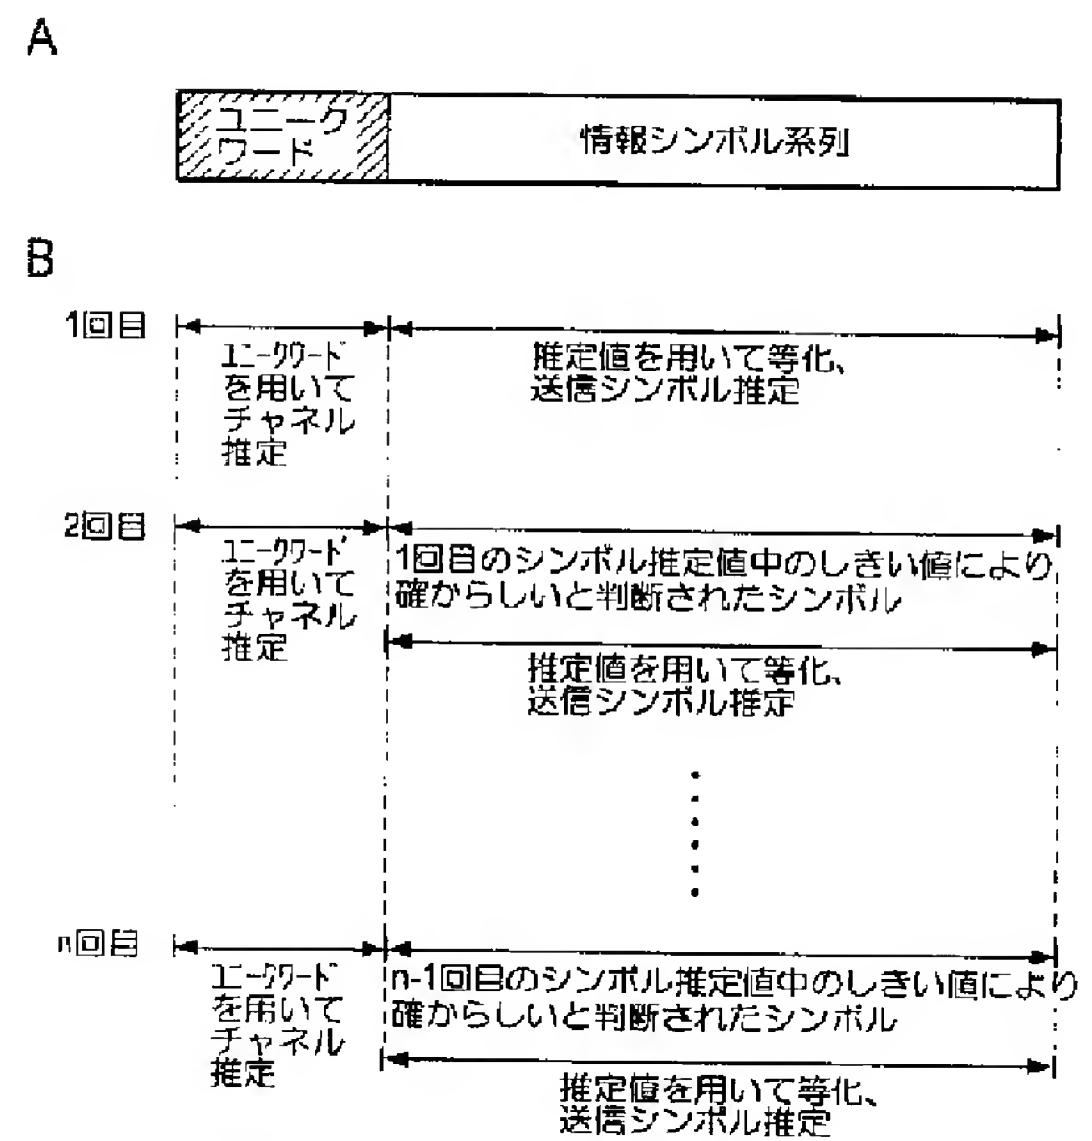 A
ユニーク
ワード
情報シンボル系列
B
1回目
ユニークワード
を用いて
チャネル
推定
推定値を用いて等化、
送信シンボル推定
2回目
ユニークワード
を用いて
チャネル
推定
1回目のシンボル推定値中のしきい値により
確からしいと判断されたシンボル
推定値を用いて等化、
送信シンボル推定
n回目
ユニークワード
を用いて
チャネル
推定
n-1回目のシンボル推定値中のしきい値により
確からしいと判断されたシンボル
推定値を用いて等化、
送信シンボル推定